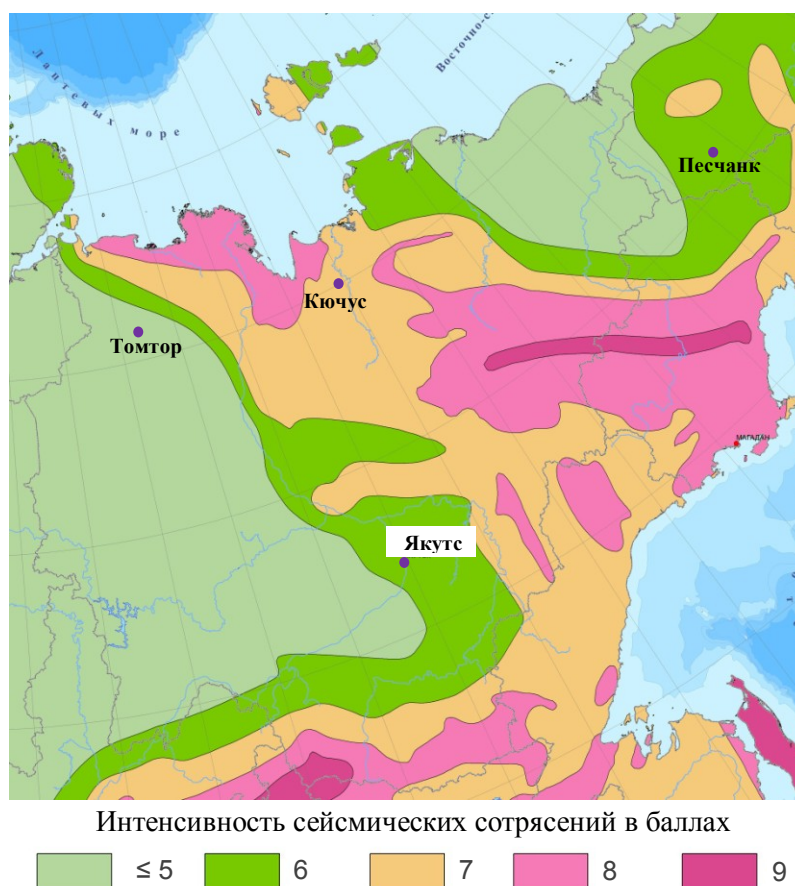 Лаптевых море
Восточно-с
Песчанк
Кючус
Томтор
МАГАДАН
Якутс
Интенсивность сейсмических сотрясений в баллах
≤ 5 6 7 8 9